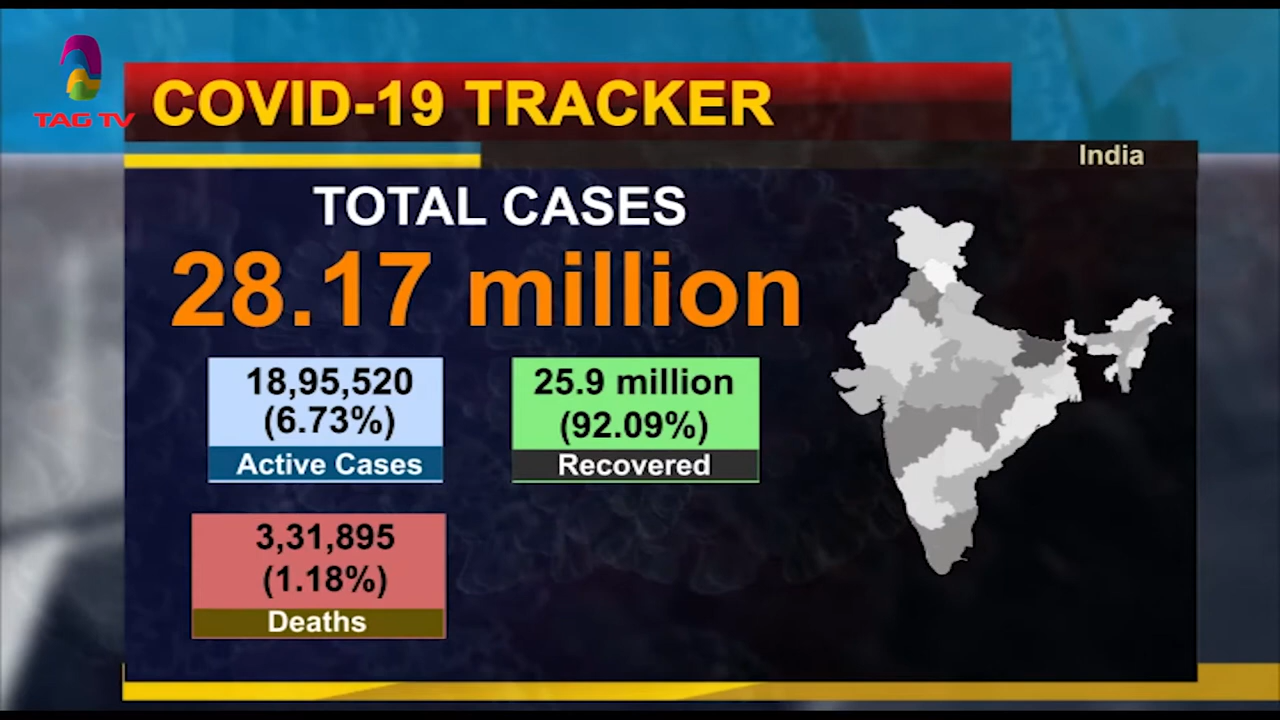 TAG TV
COVID-19 TRACKER
India
TOTAL CASES
28.17 million
18,95,520
(6.73%)
Active Cases
25.9 million
(92.09%)
Recovered
3,31,895
(1.18%)
Deaths